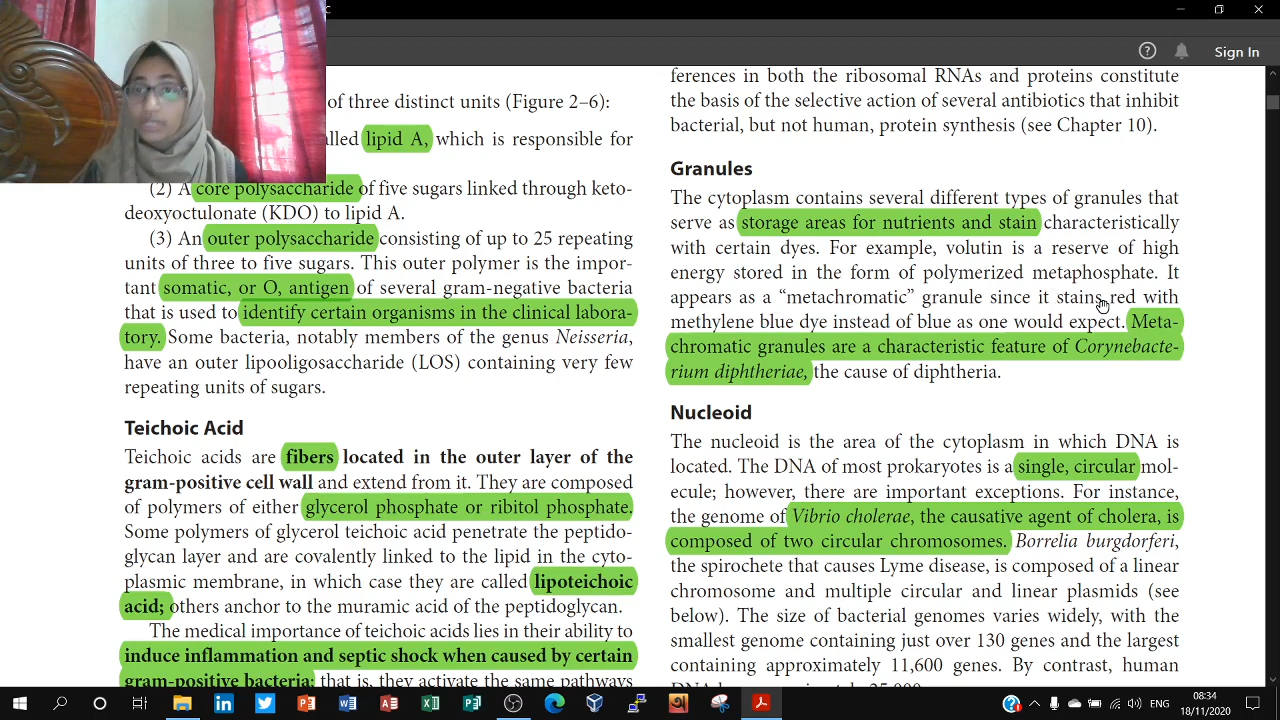 C
Sign In
of three distinct units (Figure 2–6):
lled lipid A, which is responsible for
(2) A core polysaccharide of five sugars linked through keto-
deoxyoctulonate (KDO) to lipid A.
(3) An outer polysaccharide consisting of up to 25 repeating
units of three to five sugars. This outer polymer is the impor-
tant somatic, or O, antigen of several gram-negative bacteria
that is used to identify certain organisms in the clinical labora-
tory. Some bacteria, notably members of the genus Neisseria,
have an outer lipooligosaccharide (LOS) containing very few
repeating units of sugars.
Teichoic Acid
Teichoic acids are fibers located in the outer layer of the
gram-positive cell wall and extend from it. They are composed
of polymers of either glycerol phosphate or ribitol phosphate.
Some polymers of glycerol teichoic acid penetrate the peptido-
glycan layer and are covalently linked to the lipid in the cyto-
plasmic membrane, in which case they are called lipoteichoic
acid; others anchor to the muramic acid of the peptidoglycan.
The medical importance of teichoic acids lies in their ability to
induce inflammation and septic shock when caused by certain
gram-positive bacteria; that is, they activate the same pathways
ferences in both the ribosomal RNAs and proteins constitute
the basis of the selective action of several antibiotics that inhibit
bacterial, but not human, protein synthesis (see Chapter 10).
Granules
The cytoplasm contains several different types of granules that
serve as storage areas for nutrients and stain characteristically
with certain dyes. For example, volutin is a reserve of high
energy stored in the form of polymerized metaphosphate. It
appears as a “metachromatic” granule since it stains red with
methylene blue dye instead of blue as one would expect. Meta-
chromatic granules are a characteristic feature of Corynebacte-
rium diphtheriae, the cause of diphtheria.
Nucleoid
The nucleoid is the area of the cytoplasm in which DNA is
located. The DNA of most prokaryotes is a single, circular mol-
ecule; however, there are important exceptions. For instance,
the genome of Vibrio cholerae, the causative agent of cholera, is
composed of two circular chromosomes. Borrelia burgdorferi,
the spirochete that causes Lyme disease, is composed of a linear
chromosome and multiple circular and linear plasmids (see
below). The size of bacterial genomes varies widely, with the
smallest genome containing just over 130 genes and the largest
containing approximately 11,600 genes. By contrast, human
ENG
08:34
18/11/2020